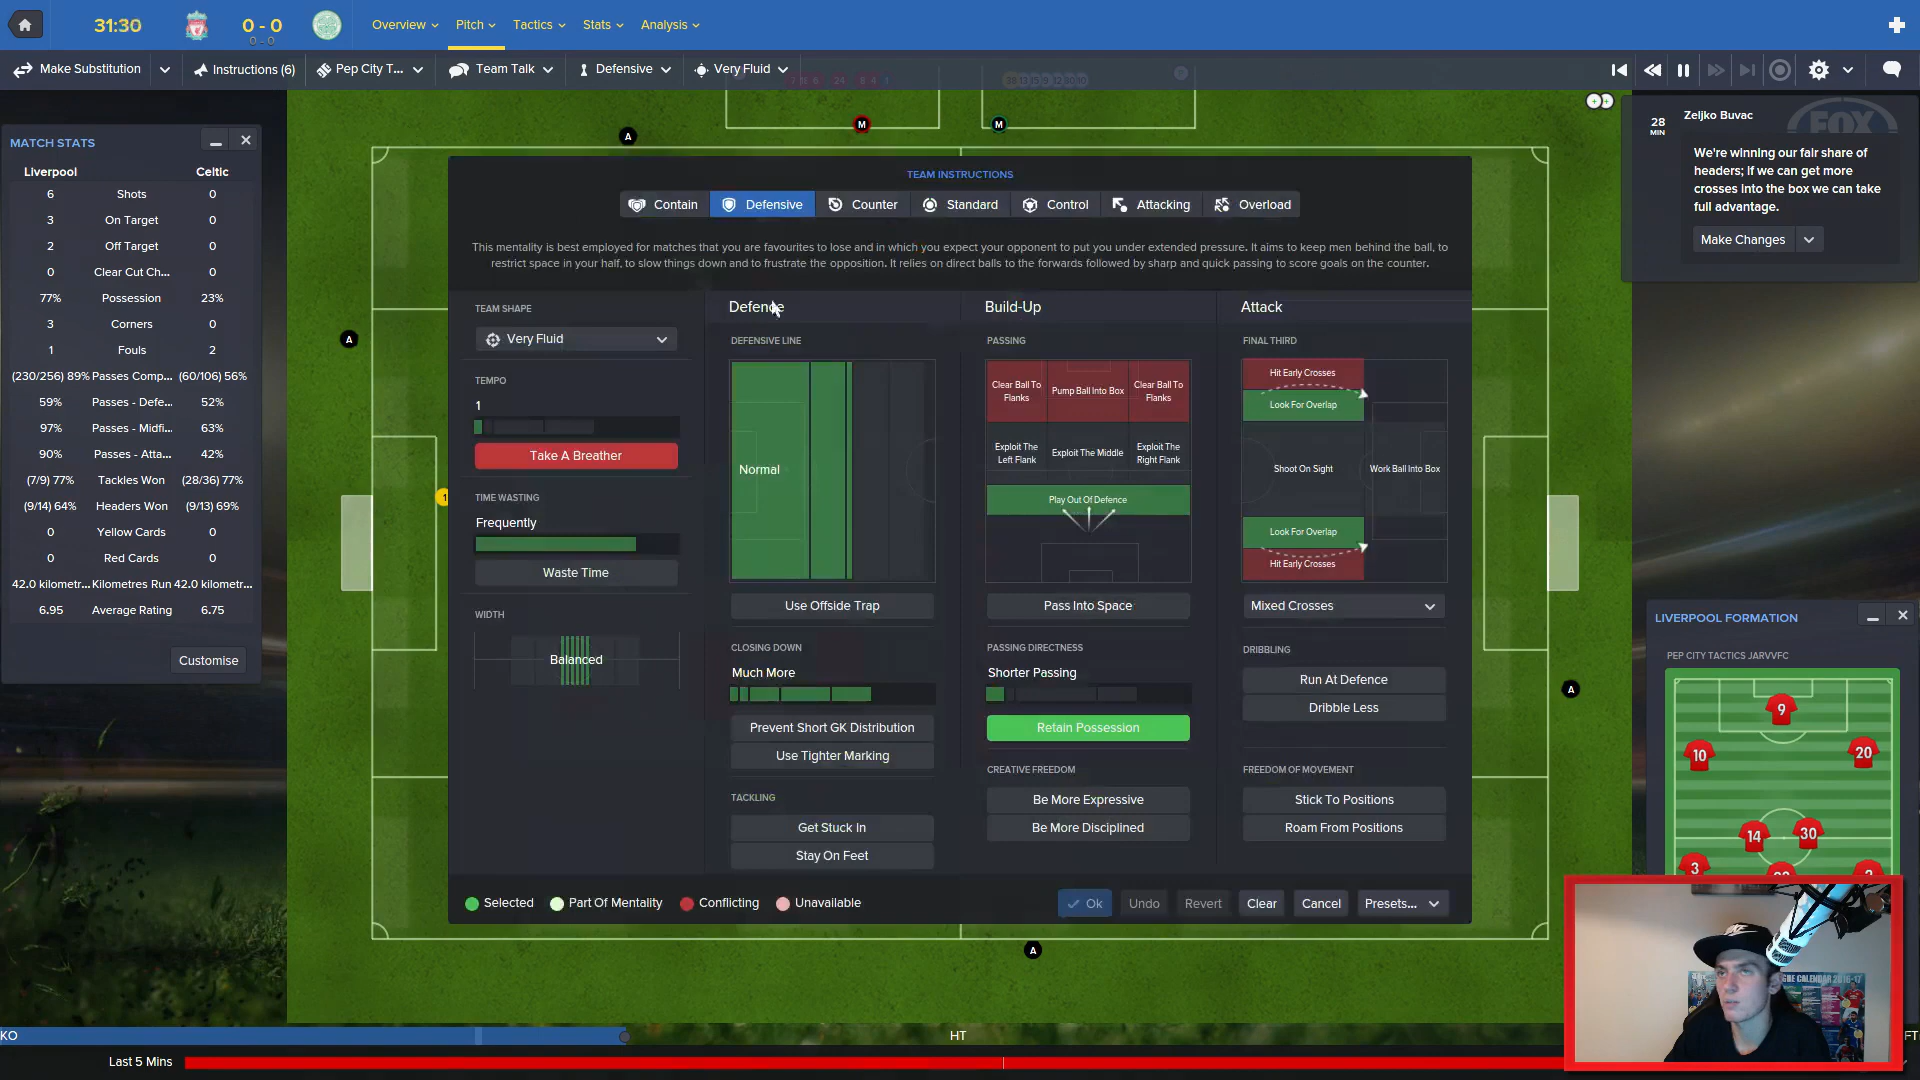 31:30
0 - 0
0 - 0
Overview
Pitch
Tactics
Stats
Analysis
Make Substitution
Instructions (6)
Pep City T...
Team Talk
Defensive
Very Fluid
MATCH STATS
Liverpool
Celtic
6 Shots 0
3 On Target 0
2 Off Target 0
0 Clear Cut Ch... 0
77% Possession 23%
3 Corners 0
1 Fouls 2
(230/256) 89% Passes Comp... (60/106) 56%
59% Passes - Defe... 52%
97% Passes - Midfi... 63%
90% Passes - Atta... 42%
(7/9) 77% Tackles Won (28/36) 77%
(9/14) 64% Headers Won (9/13) 69%
0 Yellow Cards 0
0 Red Cards 0
42.0 kilometr... Kilometres Run 42.0 kilometr...
6.95 Average Rating 6.75
Customise
A
M
M
A
1
A
A
TEAM INSTRUCTIONS
Contain
Defensive
Counter
Standard
Control
Attacking
Overload
This mentality is best employed for matches that you are favourites to lose and in which you expect your opponent to put you under extended pressure. It aims to keep men behind the ball, to
restrict space in your half, to slow things down and to frustrate the opposition. It relies on direct balls to the forwards followed by sharp and quick passing to score goals on the counter.
TEAM SHAPE
Very Fluid
TEMPO
1
Take A Breather
TIME WASTING
Frequently
Waste Time
WIDTH
Balanced
Defence
DEFENSIVE LINE
Normal
Use Offside Trap
CLOSING DOWN
Much More
Prevent Short GK Distribution
Use Tighter Marking
TACKLING
Get Stuck In
Stay On Feet
Build-Up
PASSING
Clear Ball To
Flanks
Pump Ball Into Box
Clear Ball To
Flanks
Exploit The
Left Flank
Exploit The Middle
Exploit The
Right Flank
Play Out Of Defence
Pass Into Space
PASSING DIRECTNESS
Shorter Passing
Retain Possession
CREATIVE FREEDOM
Be More Expressive
Be More Disciplined
Attack
FINAL THIRD
Hit Early Crosses
Look For Overlap
Shoot On Sight
Work Ball Into Box
Look For Overlap
Hit Early Crosses
Mixed Crosses
DRIBBLING
Run At Defence
Dribble Less
FREEDOM OF MOVEMENT
Stick To Positions
Roam From Positions
Selected
Part Of Mentality
Conflicting
Unavailable
Ok
Undo
Revert
Clear
Cancel
Presets...
28
MIN
Zeljko Buvac
FOX
We're winning our fair share of
headers; if we can get more
crosses into the box we can take
full advantage.
Make Changes
LIVERPOOL FORMATION
PEP CITY TACTICS JARVVFC
9
10
20
14
30
3
KO
HT
FT
Last 5 Mins